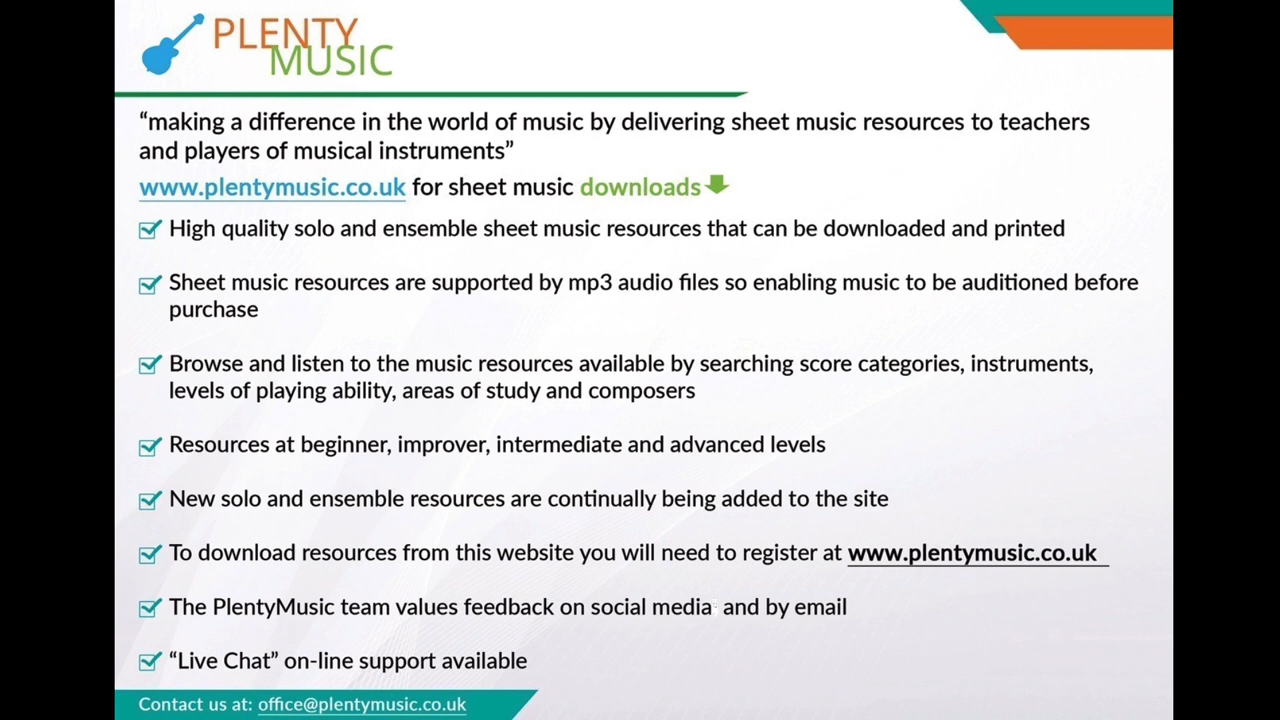 PLENTY
MUSIC
“making a difference in the world of music by delivering sheet music resources to teachers
and players of musical instruments”
www.plentymusic.co.uk for sheet music downloads
High quality solo and ensemble sheet music resources that can be downloaded and printed
Sheet music resources are supported by mp3 audio files so enabling music to be auditioned before
purchase
Browse and listen to the music resources available by searching score categories, instruments,
levels of playing ability, areas of study and composers
Resources at beginner, improver, intermediate and advanced levels
New solo and ensemble resources are continually being added to the site
To download resources from this website you will need to register at www.plentymusic.co.uk
The PlentyMusic team values feedback on social media and by email
“Live Chat” on-line support available
Contact us at: office@plentymusic.co.uk